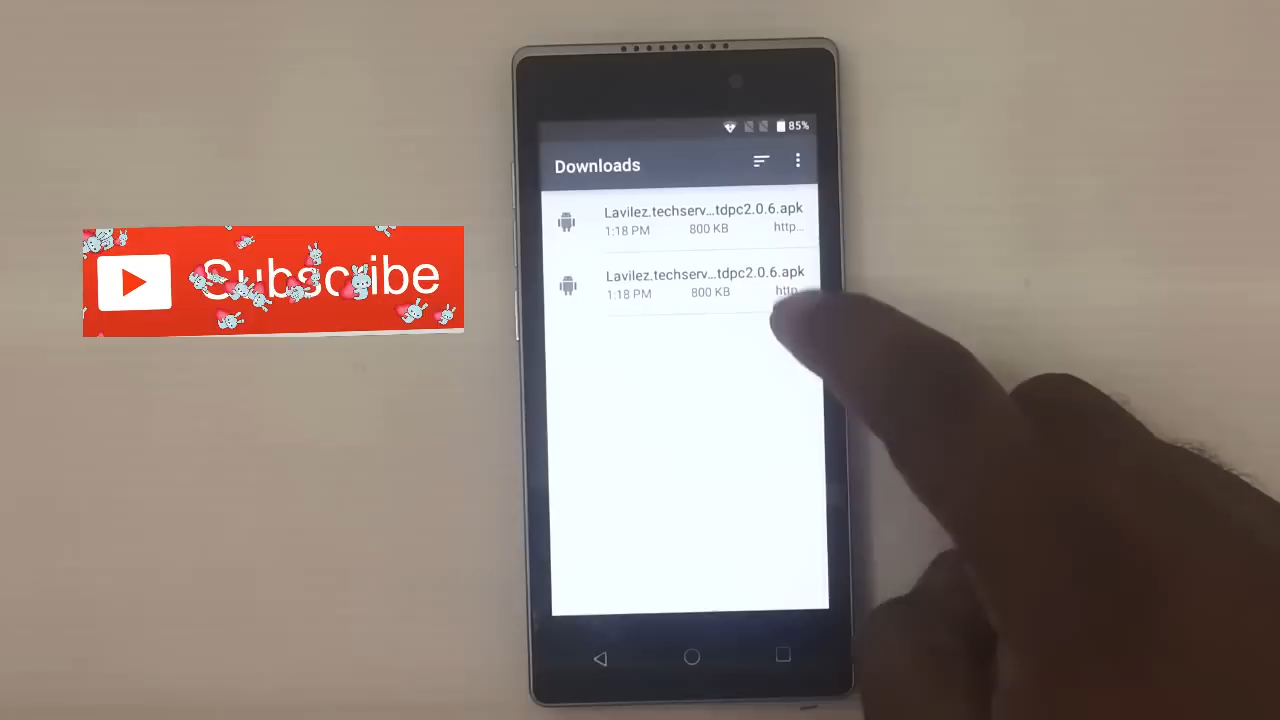 85%
Downloads
Lavilez.techserv...tdpc2.0.6.apk
1:18 PM 800 KB http...
Lavilez.techserv...tdpc2.0.6.apk
1:18 PM 800 KB http...
Subscribe